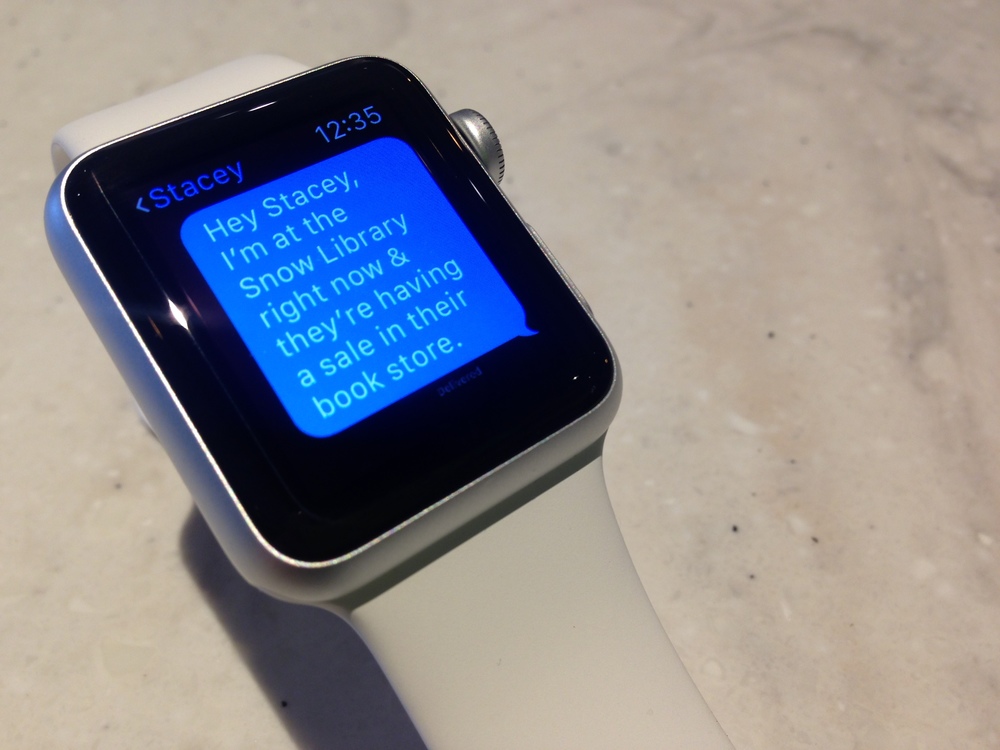 12:35
<Stacey
Hey Stacey,
I'm at the
Snow Library
right now &
they're having
a sale in their
book store.
Delivered